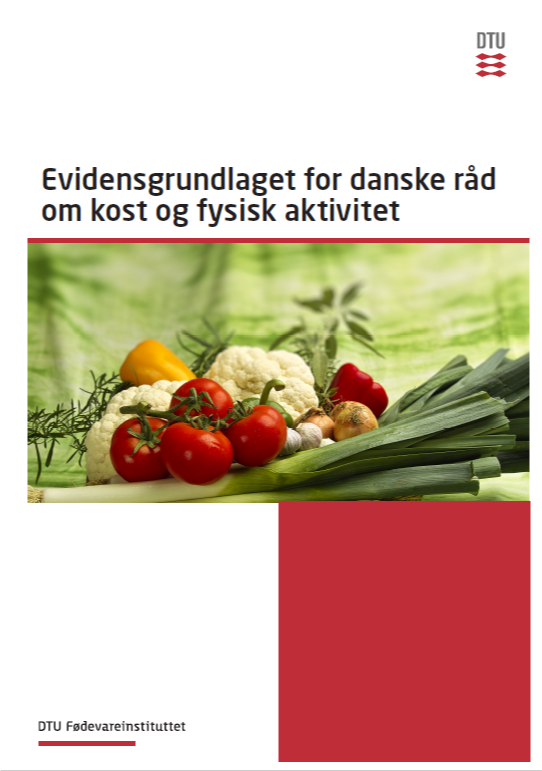 DTU
Evidensgrundlaget for danske råd
om kost og fysisk aktivitet
DTU Fødevareinstituttet